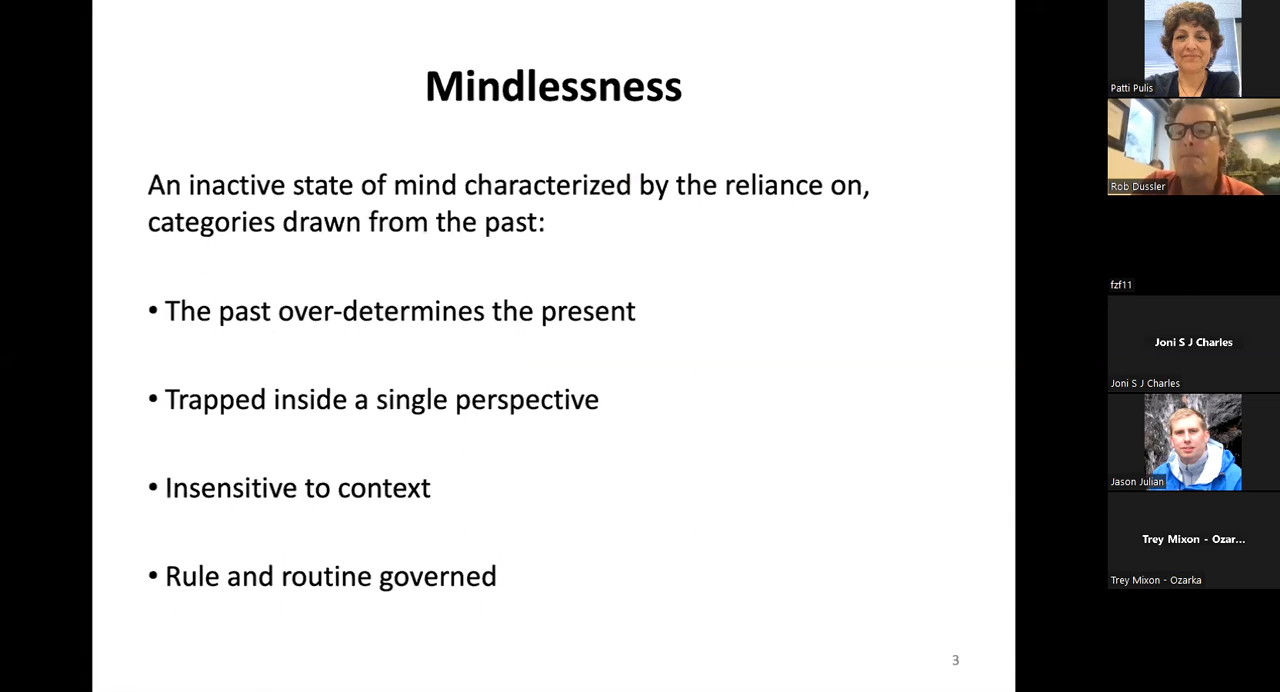 Mindlessness
An inactive state of mind characterized by the reliance on,
categories drawn from the past:
• The past over-determines the present
• Trapped inside a single perspective
• Insensitive to context
• Rule and routine governed
3
Patti Pulis
Rob Dussler
fzf11
Joni S J Charles
Joni S J Charles
Jason Julian
Trey Mixon - Ozar...
Trey Mixon - Ozarka